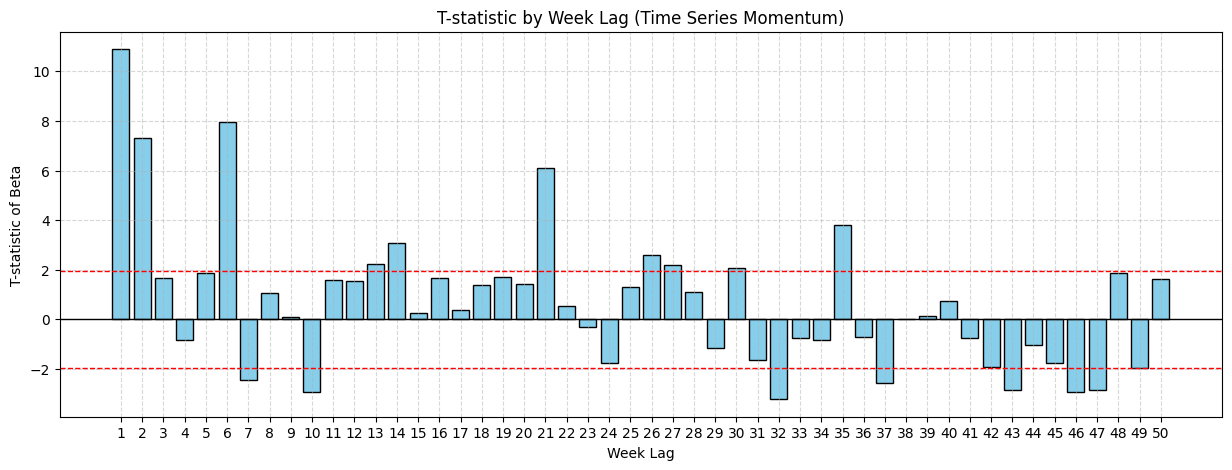 T-statistic by Week Lag (Time Series Momentum)
T-statistic of Beta
10
8
6
4
2
0
−2
1 2 3 4 5 6 7 8 9 10 11 12 13 14 15 16 17 18 19 20 21 22 23 24 25 26 27 28 29 30 31 32 33 34 35 36 37 38 39 40 41 42 43 44 45 46 47 48 49 50
Week Lag